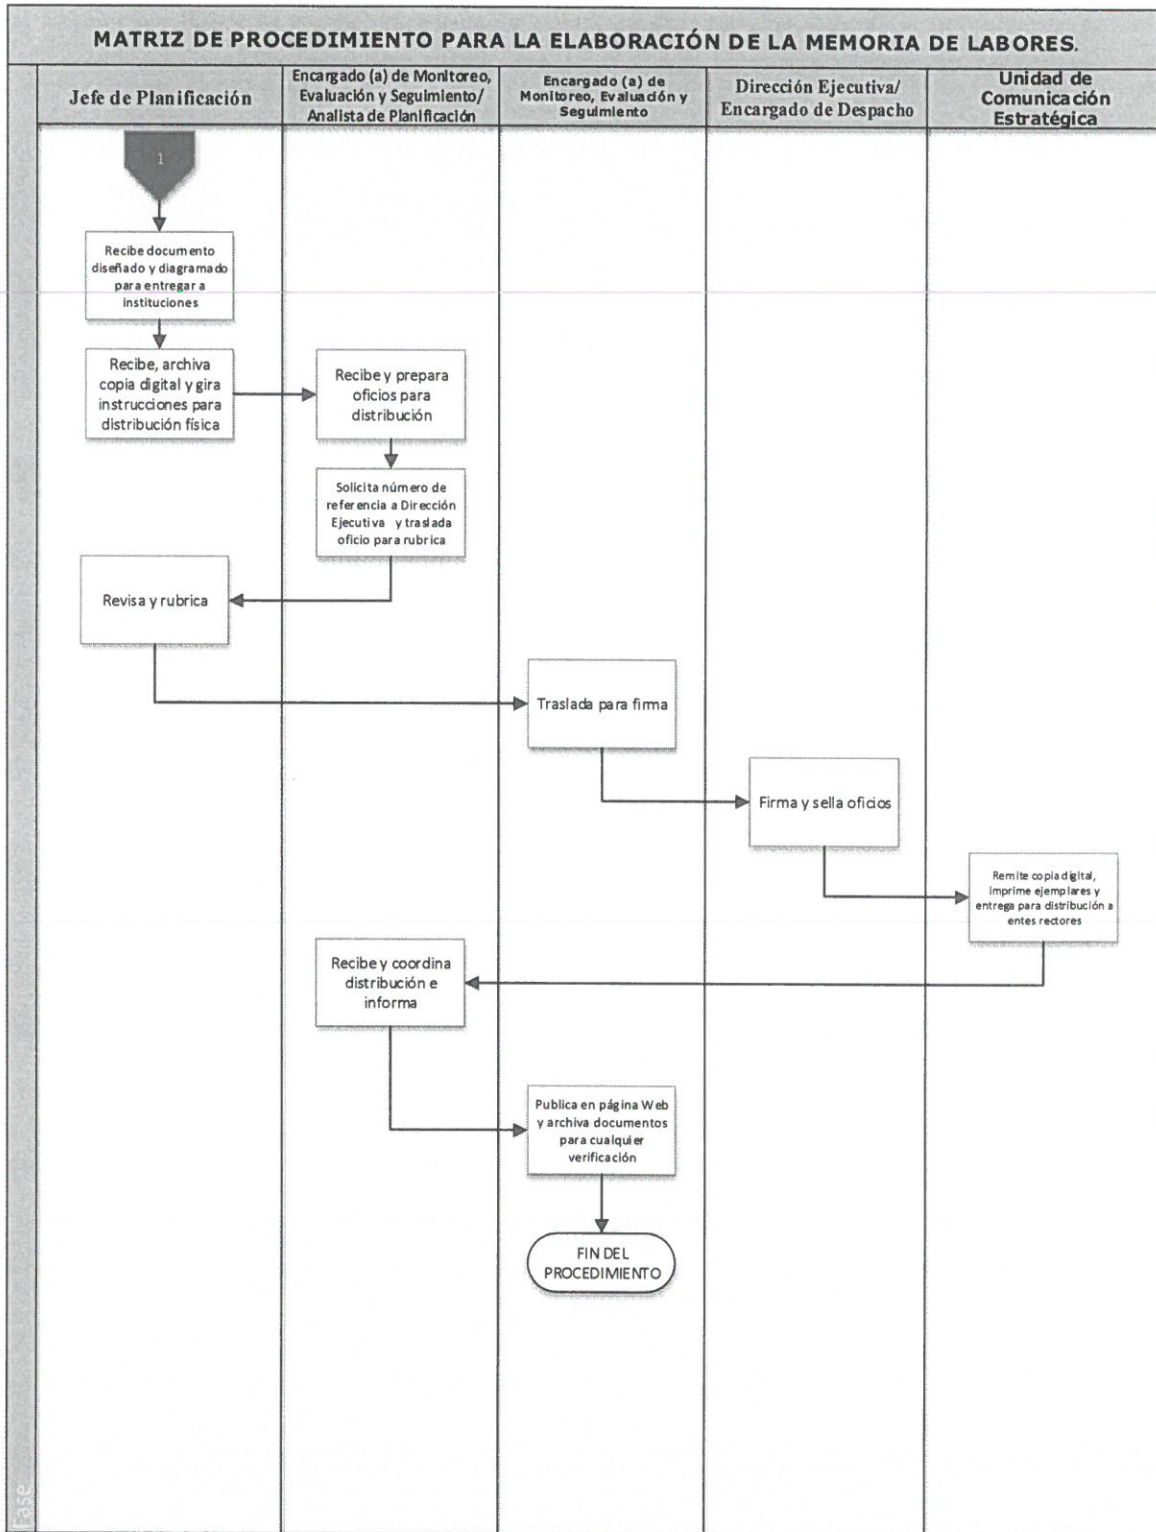 MATRIZ DE PROCEDIMIENTO PARA LA ELABORACIÓN DE LA MEMORIA DE LABORES.
Jefe de Planificación
Encargado (a) de Monitoreo,
Evaluación y Seguimiento/
Analista de Planificación
Encargado (a) de
Monitoreo, Evaluación y
Seguimiento
Dirección Ejecutiva/
Encargado de Despacho
Unidad de
Comunicación
Estratégica
1
Recibe documento
diseñado y diagramado
para entregar a
instituciones
Recibe, archiva
copia digital y gira
instrucciones para
distribución física
Recibe y prepara
oficios para
distribución
Solicita número de
referencia a Dirección
Ejecutiva y traslada
oficio para rubrica
Revisa y rubrica
Traslada para firma
Firma y sella oficios
Remite copia digital,
imprime ejemplares y
entrega para distribución a
entes rectores
Recibe y coordina
distribución e
informa
Publica en página Web
y archiva documentos
para cualquier
verificación
FIN DEL
PROCEDIMIENTO
Fase